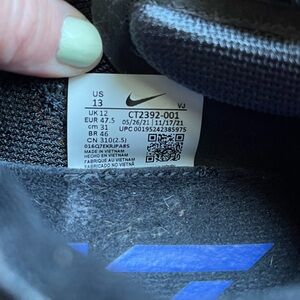 US
13
VJ
UK 12
EUR 47.5
cm 31
BR 46
CN 310(2.5)
CT2392-001
05/26/21 | 11/17/21
UPC 00195242385975
MADE IN VIETNAM
HECHO EN VIETNAM
FABRIQUÉ AU VIETNAM
FABRICADO NO VIETNÃ